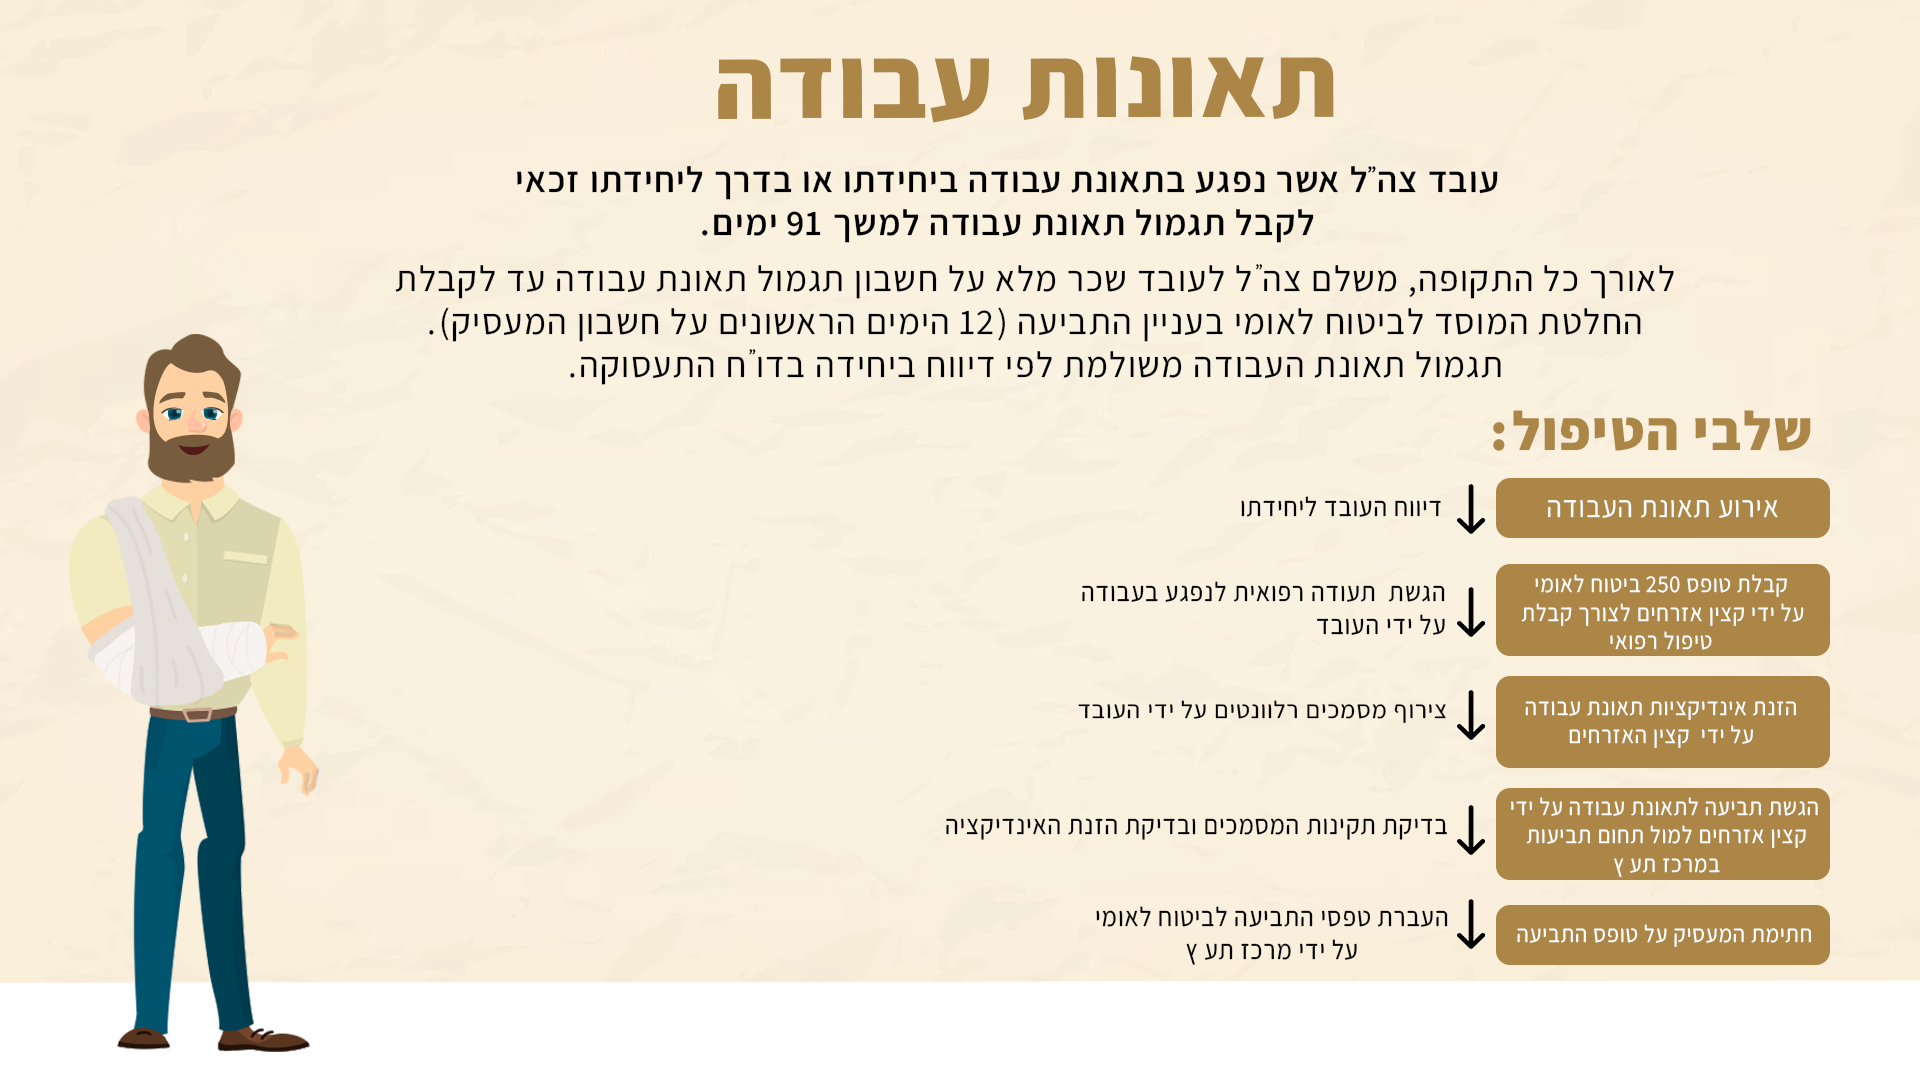 תאונות עבודה
עובד צה"ל אשר נפגע בתאונת עבודה ביחידתו או בדרך ליחידתו זכאי
לקבל תגמול תאונת עבודה למשך 91 ימים.
לאורך כל התקופה, משלם צה"ל לעובד שכר מלא על חשבון תגמול תאונת עבודה עד לקבלת
החלטת המוסד לביטוח לאומי בעניין התביעה (12 הימים הראשונים על חשבון המעסיק).
תגמול תאונת העבודה משולמת לפי דיווח ביחידה בדו"ח התעסוקה.
שלבי הטיפול:
אירוע תאונת העבודה
דיווח העובד ליחידתו
קבלת טופס 250 ביטוח לאומי
על ידי קצין אזרחים לצורך קבלת
טיפול רפואי
הגשת תעודה רפואית לנפגע בעבודה
על ידי העובד
הזנת אינדיקציות תאונת עבודה
על ידי קצין האזרחים
צירוף מסמכים רלוונטים על ידי העובד
הגשת תביעה לתאונת עבודה על ידי
קצין אזרחים למול תחום תביעות
במרכז תע ץ
בדיקת תקינות המסמכים ובדיקת הזנת האינדיקציה
חתימת המעסיק על טופס התביעה
העברת טפסי התביעה לביטוח לאומי
על ידי מרכז תע ץ